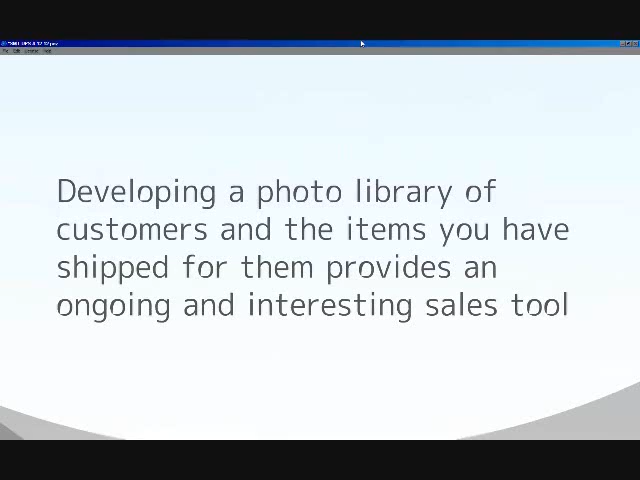 Developing a photo library of
customers and the items you have
shipped for them provides an
ongoing and interesting sales tool